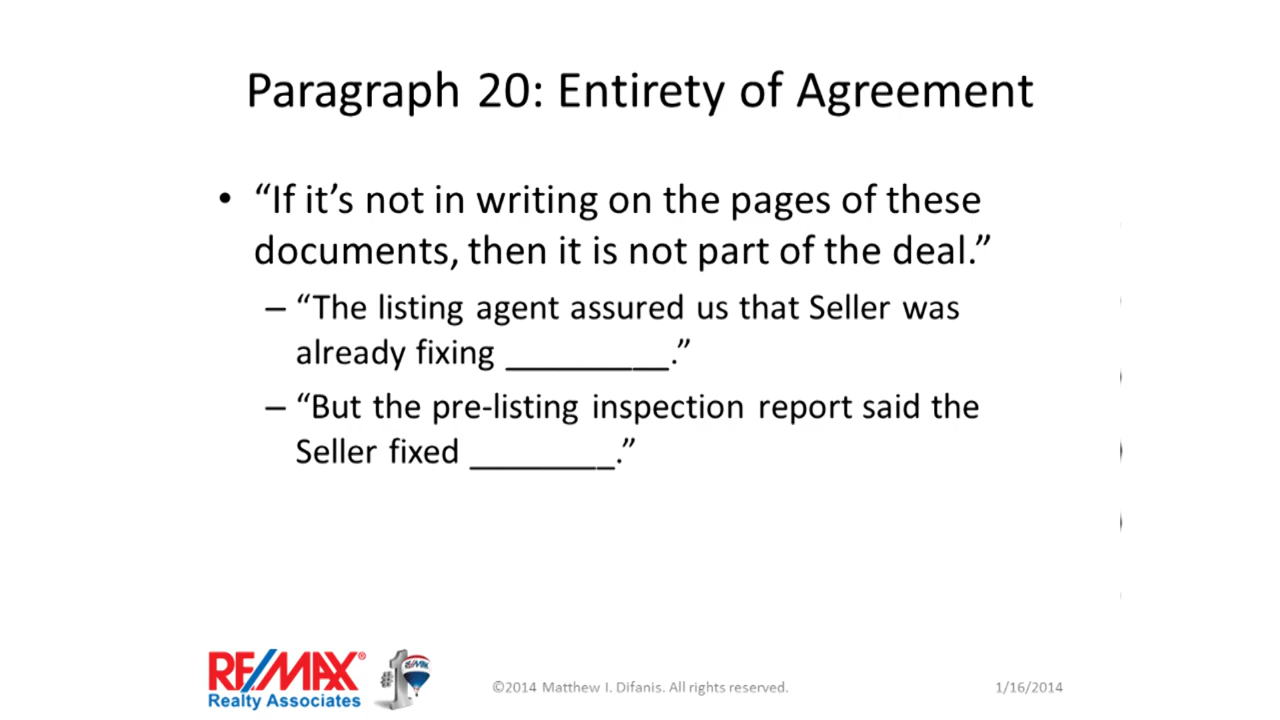 Paragraph 20: Entirety of Agreement
• “If it’s not in writing on the pages of these
documents, then it is not part of the deal.”
– “The listing agent assured us that Seller was
already fixing _________.”
– “But the pre-listing inspection report said the
Seller fixed ________.”
RE/MAX®
Realty Associates
#1
RE/MAX
©2014 Matthew I. Difanis. All rights reserved.
1/16/2014